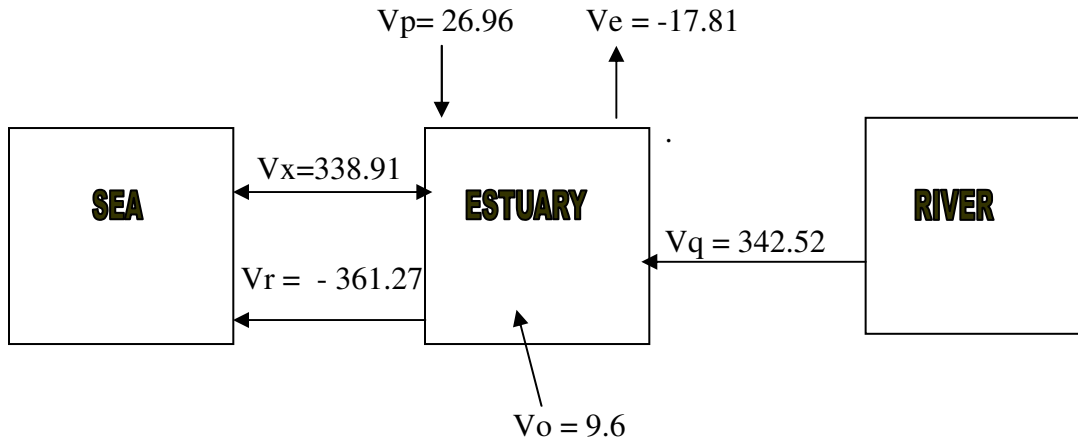 Vp= 26.96
Ve = -17.81
.
Vx=338.91
SEA
ESTUARY
RIVER
Vq = 342.52
Vr = - 361.27
Vo = 9.6